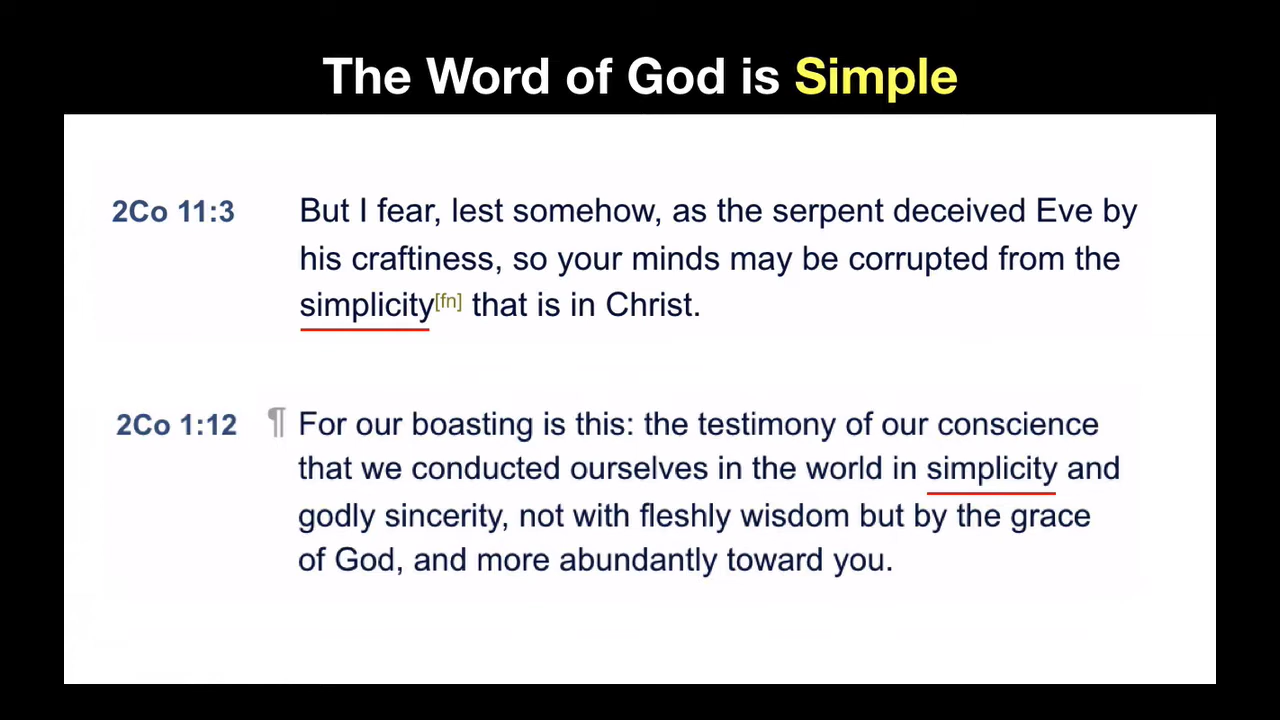 The Word of God is Simple
2Co 11:3 But I fear, lest somehow, as the serpent deceived Eve by
his craftiness, so your minds may be corrupted from the
simplicity[fn] that is in Christ.
2Co 1:12 ¶ For our boasting is this: the testimony of our conscience
that we conducted ourselves in the world in simplicity and
godly sincerity, not with fleshly wisdom but by the grace
of God, and more abundantly toward you.